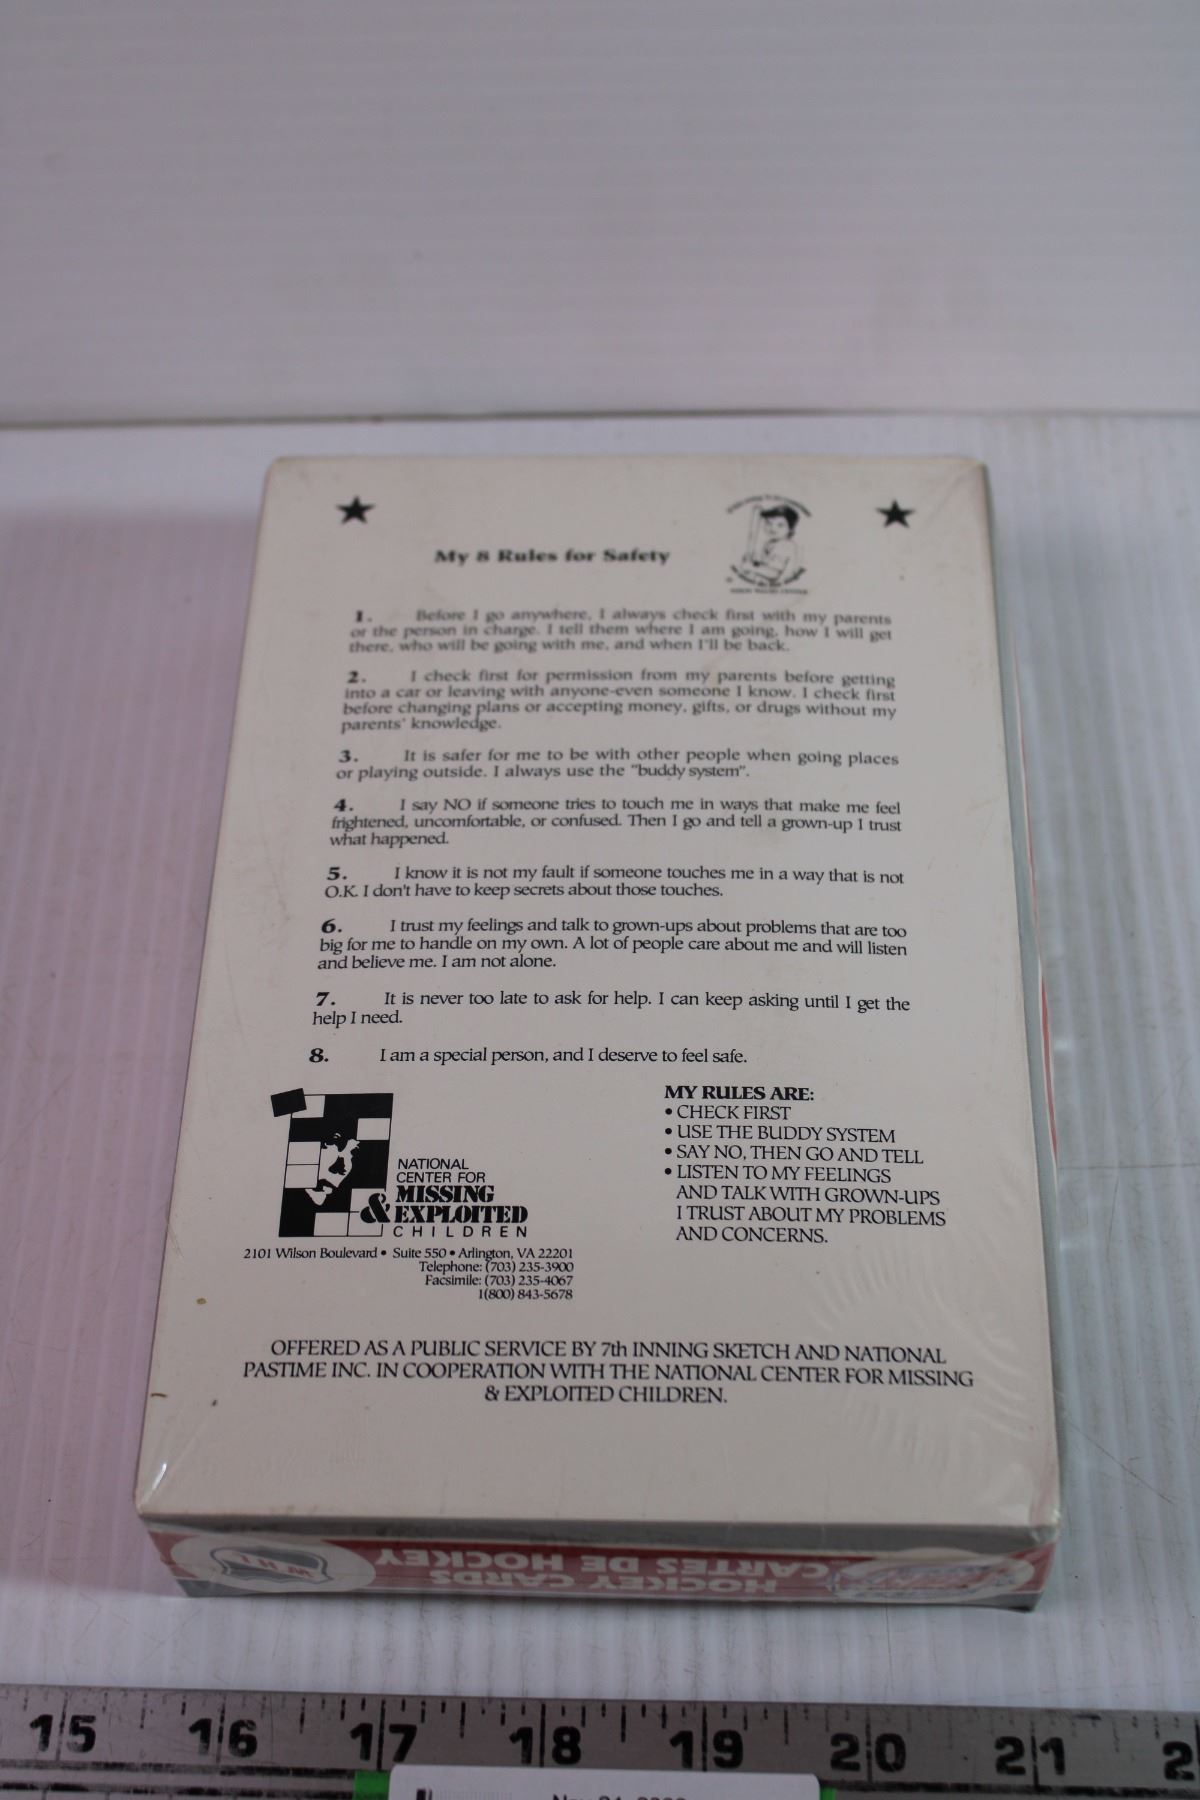 My 8 Rules for Safety
1. Before I go anywhere, I always check first with my parents
or the person in charge. I tell them where I am going, how I will get
there, who will be going with me, and when I'll be back.
2. I check first for permission from my parents before getting
into a car or leaving with anyone-even someone I know. I check first
before changing plans or accepting money, gifts, or drugs without my
parents' knowledge.
3. It is safer for me to be with other people when going places
or playing outside. I always use the "buddy system".
4. I say NO if someone tries to touch me in ways that make me feel
frightened, uncomfortable, or confused. Then I go and tell a grown-up I trust
what happened.
5. I know it is not my fault if someone touches me in a way that is not
O.K. I don't have to keep secrets about those touches.
6. I trust my feelings and talk to grown-ups about problems that are too
big for me to handle on my own. A lot of people care about me and will listen
and believe me. I am not alone.
7. It is never too late to ask for help. I can keep asking until I get the
help I need.
8. I am a special person, and I deserve to feel safe.
NATIONAL
CENTER FOR
MISSING
& EXPLOITED
CHILDREN
2101 Wilson Boulevard • Suite 550 • Arlington, VA 22201
Telephone: (703) 235-3900
Facsimile: (703) 235-4067
1(800) 843-5678
MY RULES ARE:
• CHECK FIRST
• USE THE BUDDY SYSTEM
• SAY NO, THEN GO AND TELL
• LISTEN TO MY FEELINGS
AND TALK WITH GROWN-UPS
I TRUST ABOUT MY PROBLEMS
AND CONCERNS.
OFFERED AS A PUBLIC SERVICE BY 7th INNING SKETCH AND NATIONAL
PASTIME INC. IN COOPERATION WITH THE NATIONAL CENTER FOR MISSING
& EXPLOITED CHILDREN.
HOCKEY CARDS
CARTES DE HOCKEY
W.H.L.
15 16 17 18 19 20 21